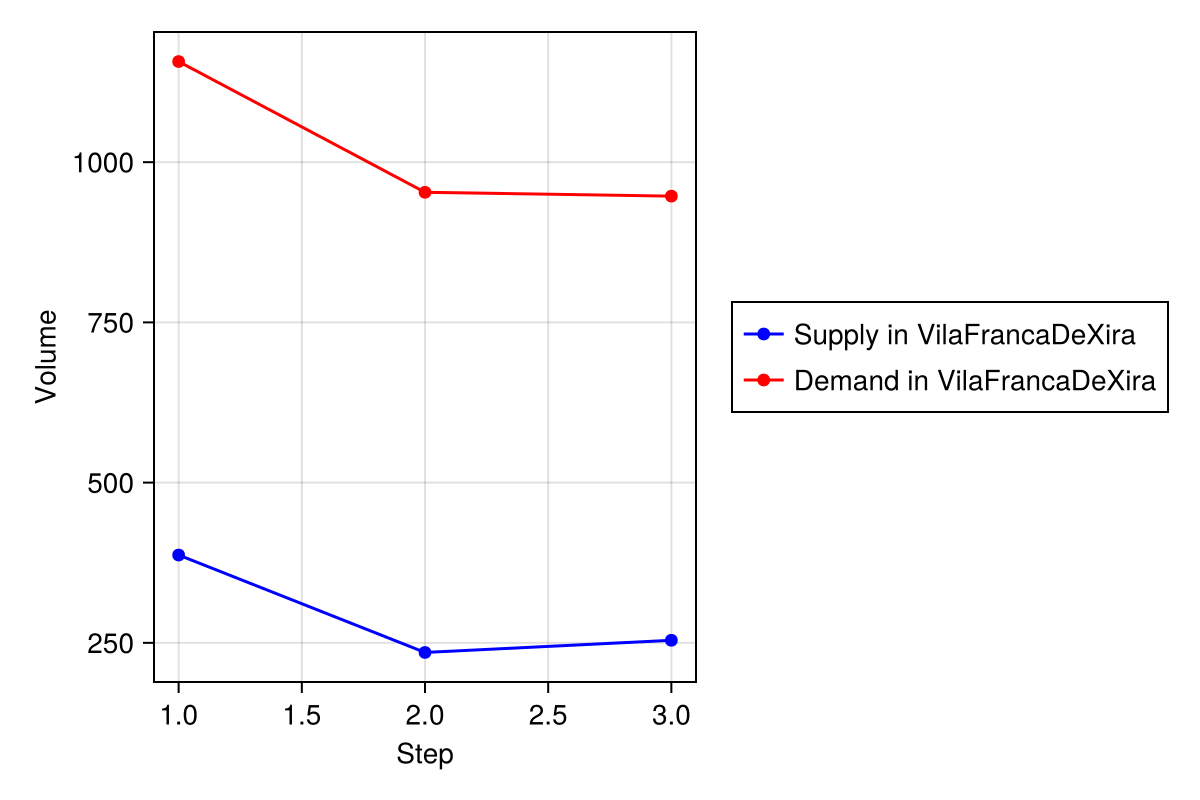 1000
750
500
250
Volume
1.0 1.5 2.0 2.5 3.0
Step
Supply in VilaFrancaDeXira
Demand in VilaFrancaDeXira